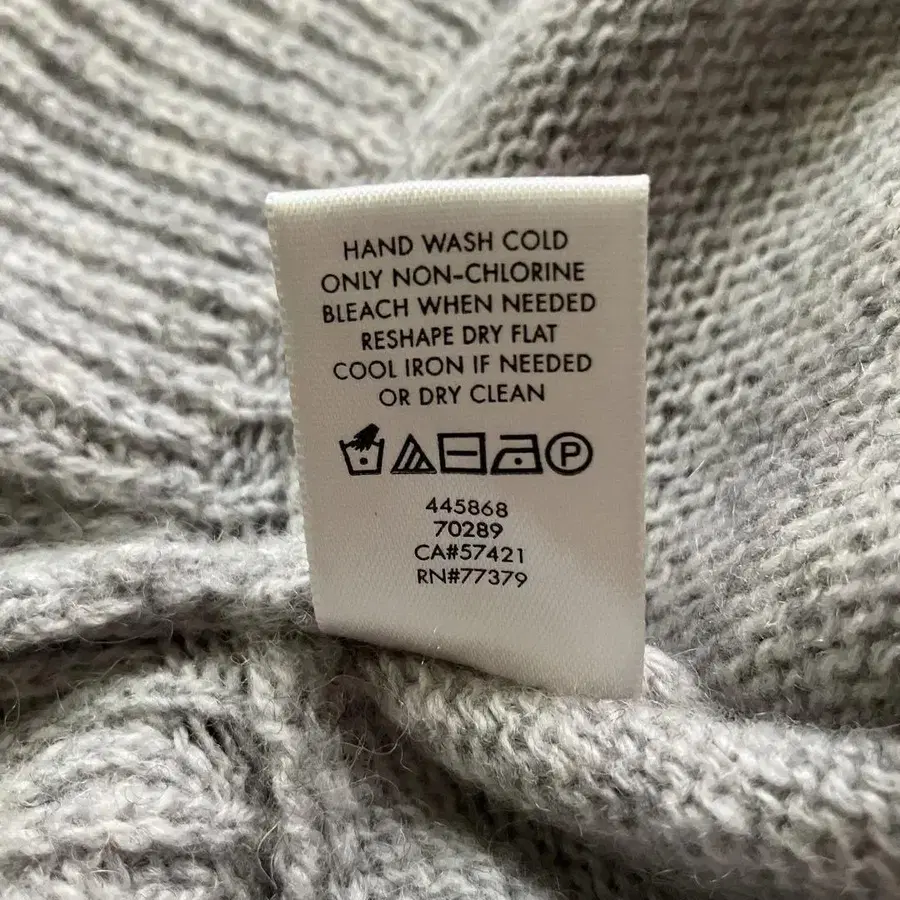 HAND WASH COLD
ONLY NON-CHLORINE
BLEACH WHEN NEEDED
RESHAPE DRY FLAT
COOL IRON IF NEEDED
OR DRY CLEAN
P
445868
70289
CA#57421
RN#77379